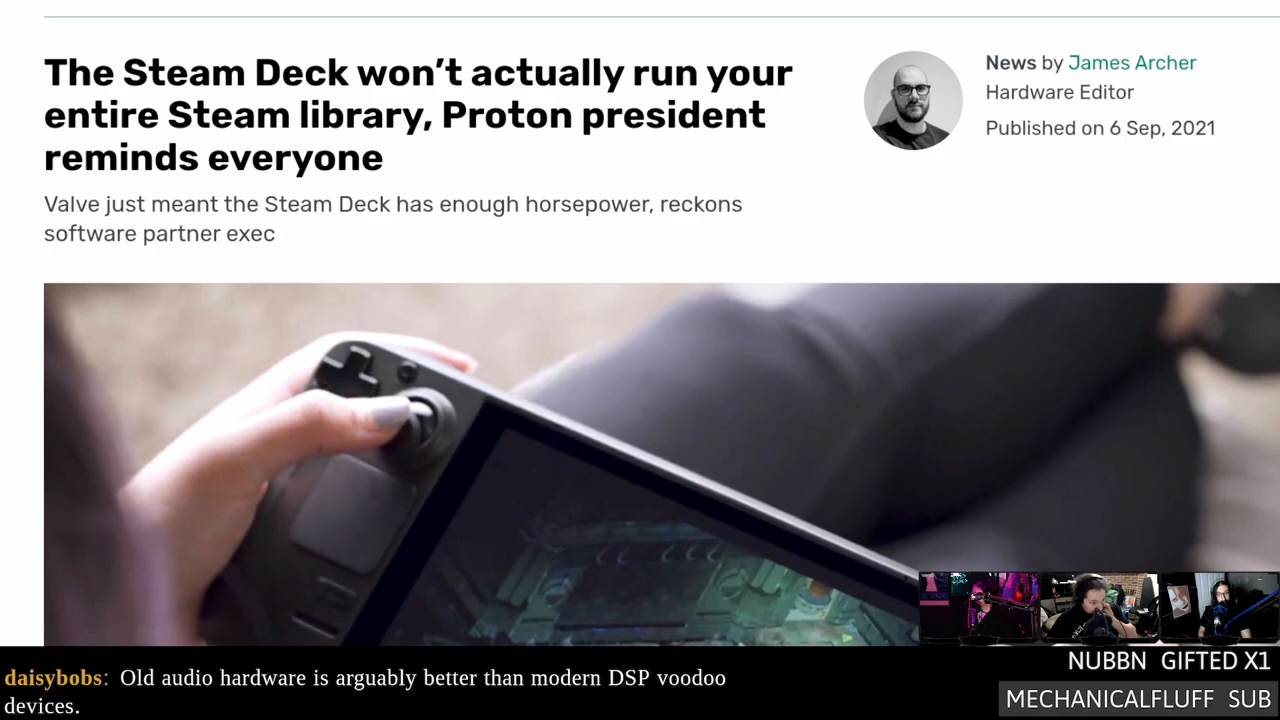 The Steam Deck won’t actually run your
entire Steam library, Proton president
reminds everyone
Valve just meant the Steam Deck has enough horsepower, reckons
software partner exec
News by James Archer
Hardware Editor
Published on 6 Sep, 2021
daisybobs: Old audio hardware is arguably better than modern DSP voodoo
devices.
NUBBN GIFTED X1
MECHANICALFLUFF SUB